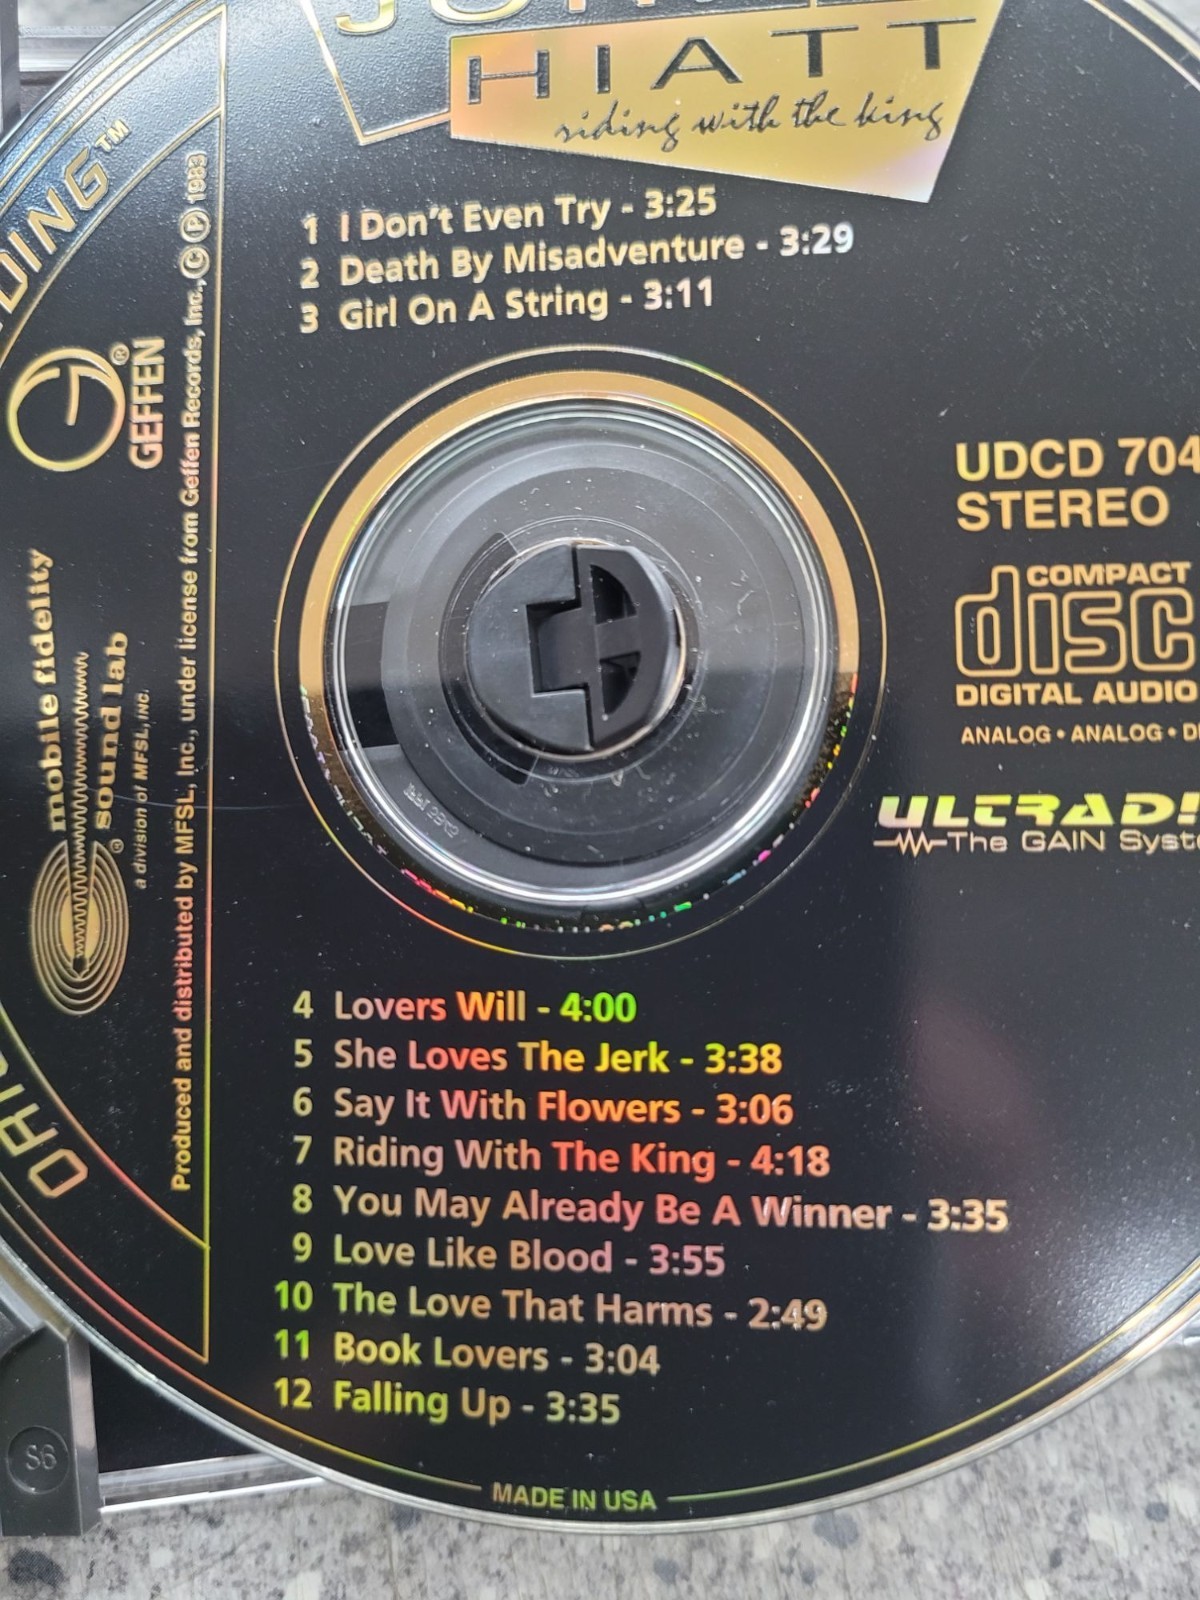 HIATT
riding with the king
1 I Don't Even Try - 3:25
2 Death By Misadventure - 3:29
3 Girl On A String - 3:11
GEFFEN
mobile fidelity
sound lab
a division of MFSL, INC.
Produced and distributed by MFSL, Inc., under license from Geffen Records, Inc., © ℗ 1983
UDCD 704
STEREO
COMPACT
disc
DIGITAL AUDIO
ANALOG • ANALOG •
The GAIN
4 Lovers Will - 4:00
5 She Loves The Jerk - 3:38
6 Say It With Flowers - 3:06
7 Riding With The King - 4:18
8 You May Already Be A Winner - 3:35
9 Love Like Blood - 3:55
10 The Love That Harms - 2:49
11 Book Lovers - 3:04
12 Falling Up - 3:35
MADE IN USA
S6